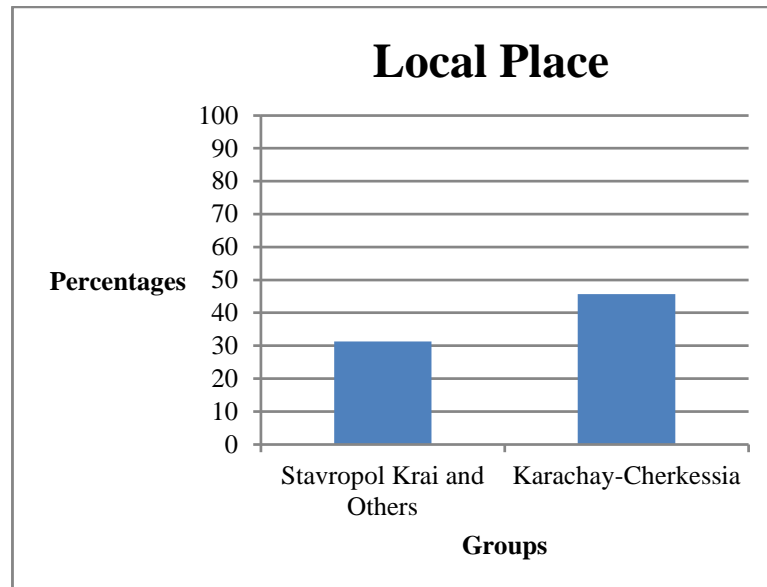 Local Place
100
90
80
70
60
50
40
30
20
10
0
Percentages
Stavropol Krai and
Others
Karachay-Cherkessia
Groups